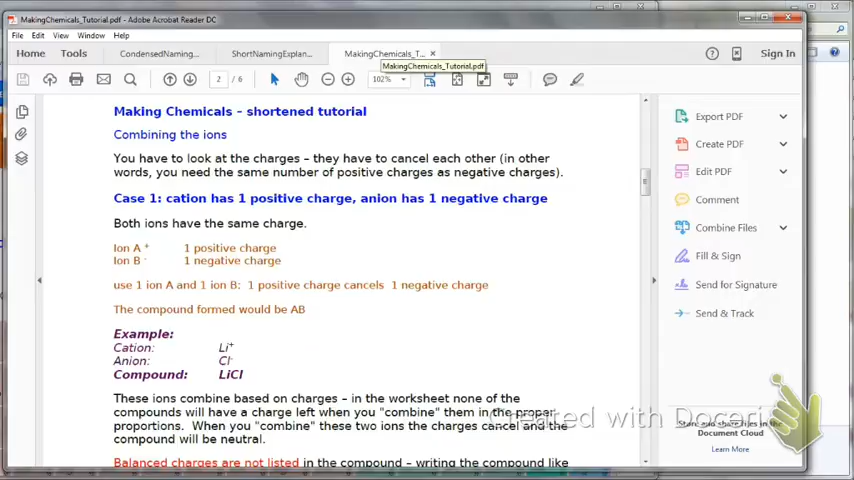 MakingChemicals_Tutorial.pdf - Adobe Acrobat Reader DC
File Edit View Window Help
Home Tools CondensedNaming... ShortNamingExplan... MakingChemicals_T... × Sign In
MakingChemicals_Tutorial.pdf
2 / 6 102%
Making Chemicals – shortened tutorial
Combining the ions
You have to look at the charges – they have to cancel each other (in other
words, you need the same number of positive charges as negative charges).
Case 1: cation has 1 positive charge, anion has 1 negative charge
Both ions have the same charge.
Ion A + 1 positive charge
Ion B - 1 negative charge
use 1 ion A and 1 ion B: 1 positive charge cancels 1 negative charge
The compound formed would be AB
Example:
Cation: Li+
Anion: Cl-
Compound: LiCl
These ions combine based on charges – in the worksheet none of the
compounds will have a charge left when you "combine" them in the proper
proportions. When you "combine" these two ions the charges cancel and the
compound will be neutral.
Balanced charges are not listed in the compound – writing the compound like
Export PDF
Create PDF
Edit PDF
Comment
Combine Files
Fill & Sign
Send for Signature
Send & Track
Store and share files in the
Document Cloud
Learn More
Created with Doceri